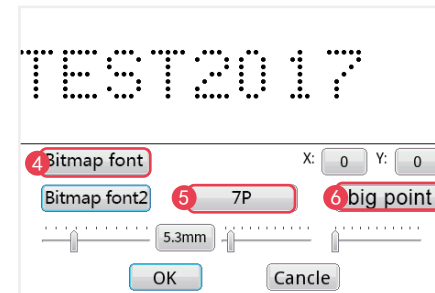 TEST2017
4 Bitmap font X: 0 Y: 0
Bitmap font2 5 7P 6 big point
5.3mm
OK Cancle